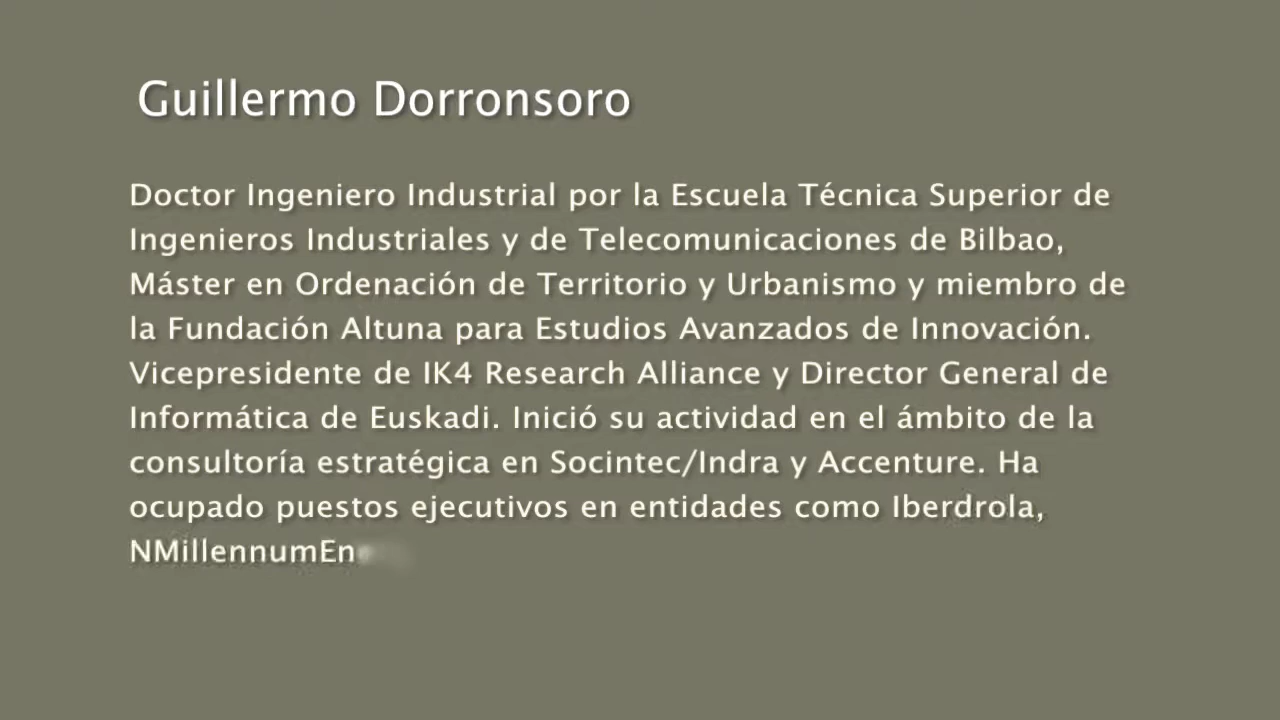 Guillermo Dorronsoro
Doctor Ingeniero Industrial por la Escuela Técnica Superior de
Ingenieros Industriales y de Telecomunicaciones de Bilbao,
Máster en Ordenación de Territorio y Urbanismo y miembro de
la Fundación Altuna para Estudios Avanzados de Innovación.
Vicepresidente de IK4 Research Alliance y Director General de
Informática de Euskadi. Inició su actividad en el ámbito de la
consultoría estratégica en Socintec/Indra y Accenture. Ha
ocupado puestos ejecutivos en entidades como Iberdrola,